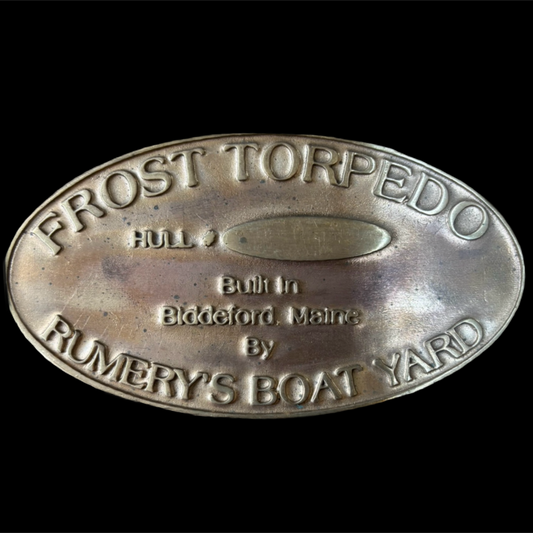 FROST TORPEDO
HULL #
Built In
Biddeford, Maine
By
RUMERY'S BOAT YARD